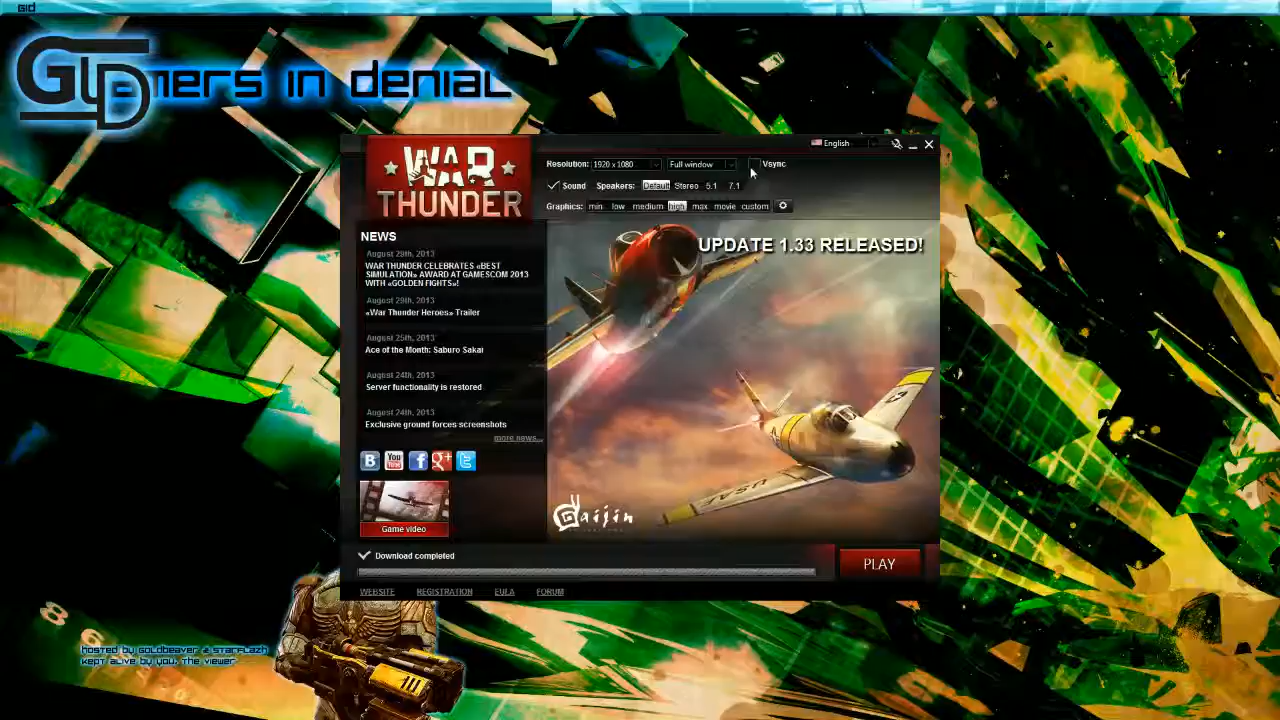 GID
GID
Gamers in denial
WAR
THUNDER
English
Resolution: 1920 x 1080 Full window Vsync
Sound Speakers: Default Stereo 5.1 7.1
Graphics: min low medium high max movie custom
NEWS
August 29th, 2013
WAR THUNDER CELEBRATES «BEST
SIMULATION» AWARD AT GAMESCOM 2013
WITH «GOLDEN FIGHTS»!
August 29th, 2013
«War Thunder Heroes» Trailer
August 25th, 2013
Ace of the Month: Saburo Sakai
August 24th, 2013
Server functionality is restored
August 24th, 2013
Exclusive ground forces screenshots
more news...
UPDATE 1.33 RELEASED!
USAF
B
You
Tube
f
g+
t
Game video
Gaijin
Download completed
PLAY
WEBSITE REGISTRATION EULA FORUM
Hosted by Goldbeaver & Starflazh
Kept alive by you, the viewer